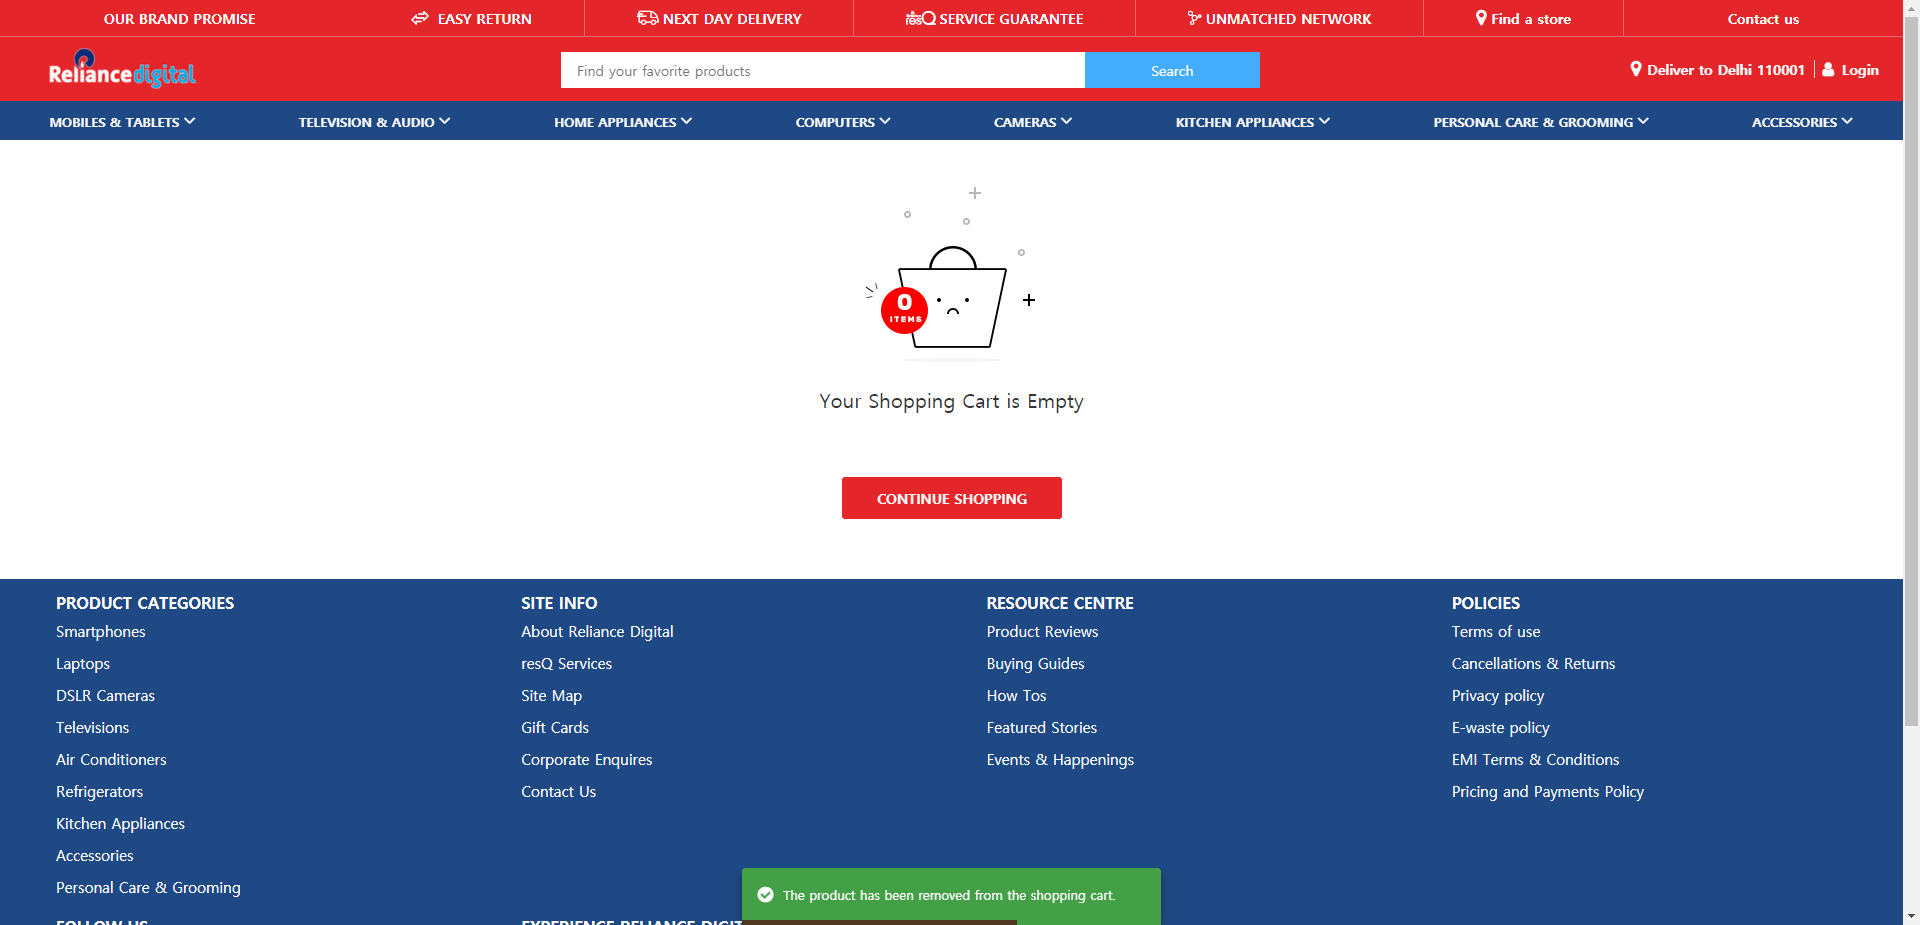 OUR BRAND PROMISE
EASY RETURN
NEXT DAY DELIVERY
resQ SERVICE GUARANTEE
UNMATCHED NETWORK
Find a store
Contact us
Reliance digital
Find your favorite products
Search
Deliver to Delhi 110001
Login
MOBILES & TABLETS
TELEVISION & AUDIO
HOME APPLIANCES
COMPUTERS
CAMERAS
KITCHEN APPLIANCES
PERSONAL CARE & GROOMING
ACCESSORIES
0
ITEMS
Your Shopping Cart is Empty
CONTINUE SHOPPING
PRODUCT CATEGORIES
Smartphones
Laptops
DSLR Cameras
Televisions
Air Conditioners
Refrigerators
Kitchen Appliances
Accessories
Personal Care & Grooming
SITE INFO
About Reliance Digital
resQ Services
Site Map
Gift Cards
Corporate Enquires
Contact Us
RESOURCE CENTRE
Product Reviews
Buying Guides
How Tos
Featured Stories
Events & Happenings
POLICIES
Terms of use
Cancellations & Returns
Privacy policy
E-waste policy
EMI Terms & Conditions
Pricing and Payments Policy
The product has been removed from the shopping cart.
FOLLOW US
EXPERIENCE RELIANCE DIGIT